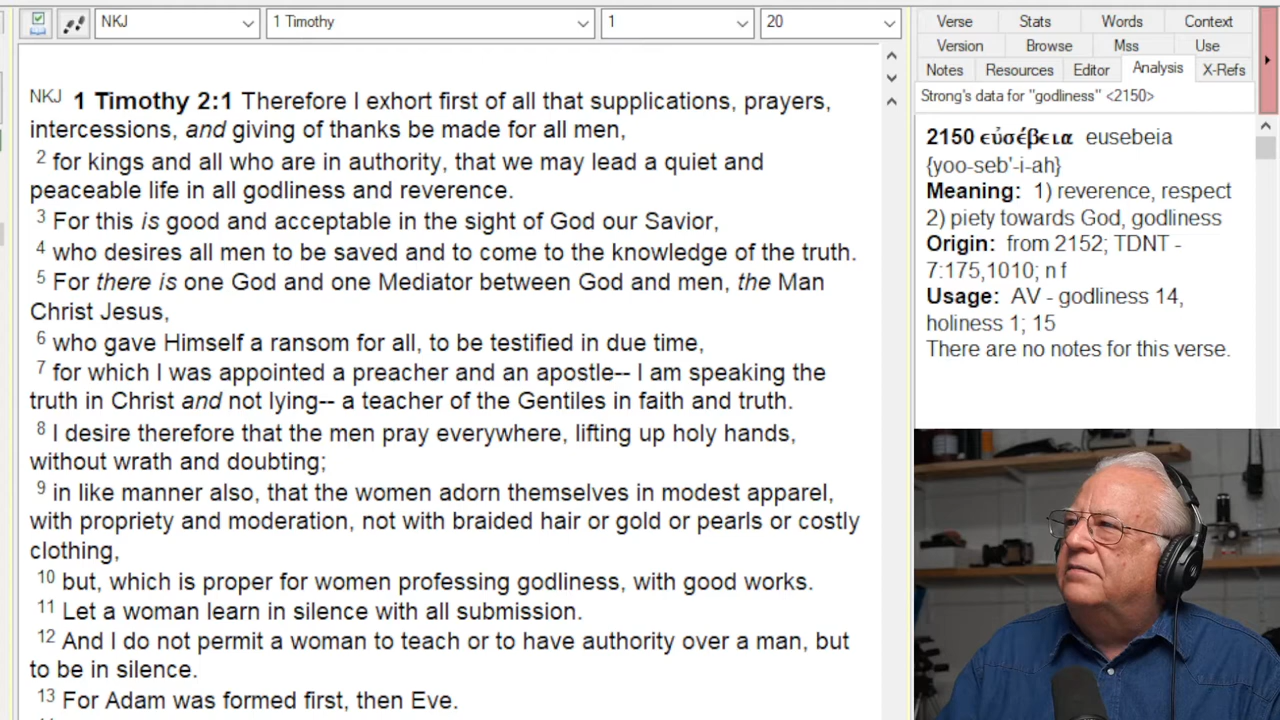 NKJ
1 Timothy
1
20
NKJ 1 Timothy 2:1 Therefore I exhort first of all that supplications, prayers,
intercessions, and giving of thanks be made for all men,
2 for kings and all who are in authority, that we may lead a quiet and
peaceable life in all godliness and reverence.
3 For this is good and acceptable in the sight of God our Savior,
4 who desires all men to be saved and to come to the knowledge of the truth.
5 For there is one God and one Mediator between God and men, the Man
Christ Jesus,
6 who gave Himself a ransom for all, to be testified in due time,
7 for which I was appointed a preacher and an apostle-- I am speaking the
truth in Christ and not lying-- a teacher of the Gentiles in faith and truth.
8 I desire therefore that the men pray everywhere, lifting up holy hands,
without wrath and doubting;
9 in like manner also, that the women adorn themselves in modest apparel,
with propriety and moderation, not with braided hair or gold or pearls or costly
clothing,
10 but, which is proper for women professing godliness, with good works.
11 Let a woman learn in silence with all submission.
12 And I do not permit a woman to teach or to have authority over a man, but
to be in silence.
13 For Adam was formed first, then Eve.
Verse Stats Words Context
Version Browse Mss Use
Notes Resources Editor Analysis X-Refs
Strong's data for "godliness" <2150>
2150 εὐσέβεια eusebeia
{yoo-seb'-i-ah}
Meaning: 1) reverence, respect
2) piety towards God, godliness
Origin: from 2152; TDNT -
7:175,1010; n f
Usage: AV - godliness 14,
holiness 1; 15
There are no notes for this verse.